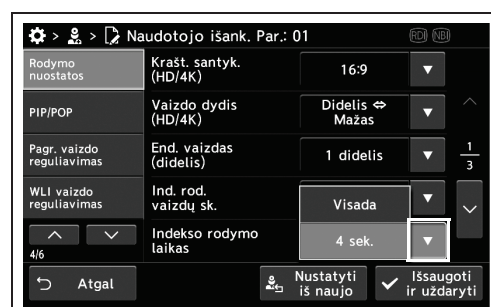 > > Naudotojo išank. Par.: 01 RDI NBI
Rodymo
nuostatos
Krašt. santyk.
(HD/4K)
16:9
PIP/POP
Vaizdo dydis
(HD/4K)
Didelis ⇔
Mažas
Pagr. vaizdo
reguliavimas
End. vaizdas
(didelis)
1 didelis
1
3
WLI vaizdo
reguliavimas
Ind. rod.
vaizdų sk.
Visada
4/6
Indekso rodymo
laikas
4 sek.
Atgal
Nustatyti
iš naujo
Išsaugoti
ir uždaryti